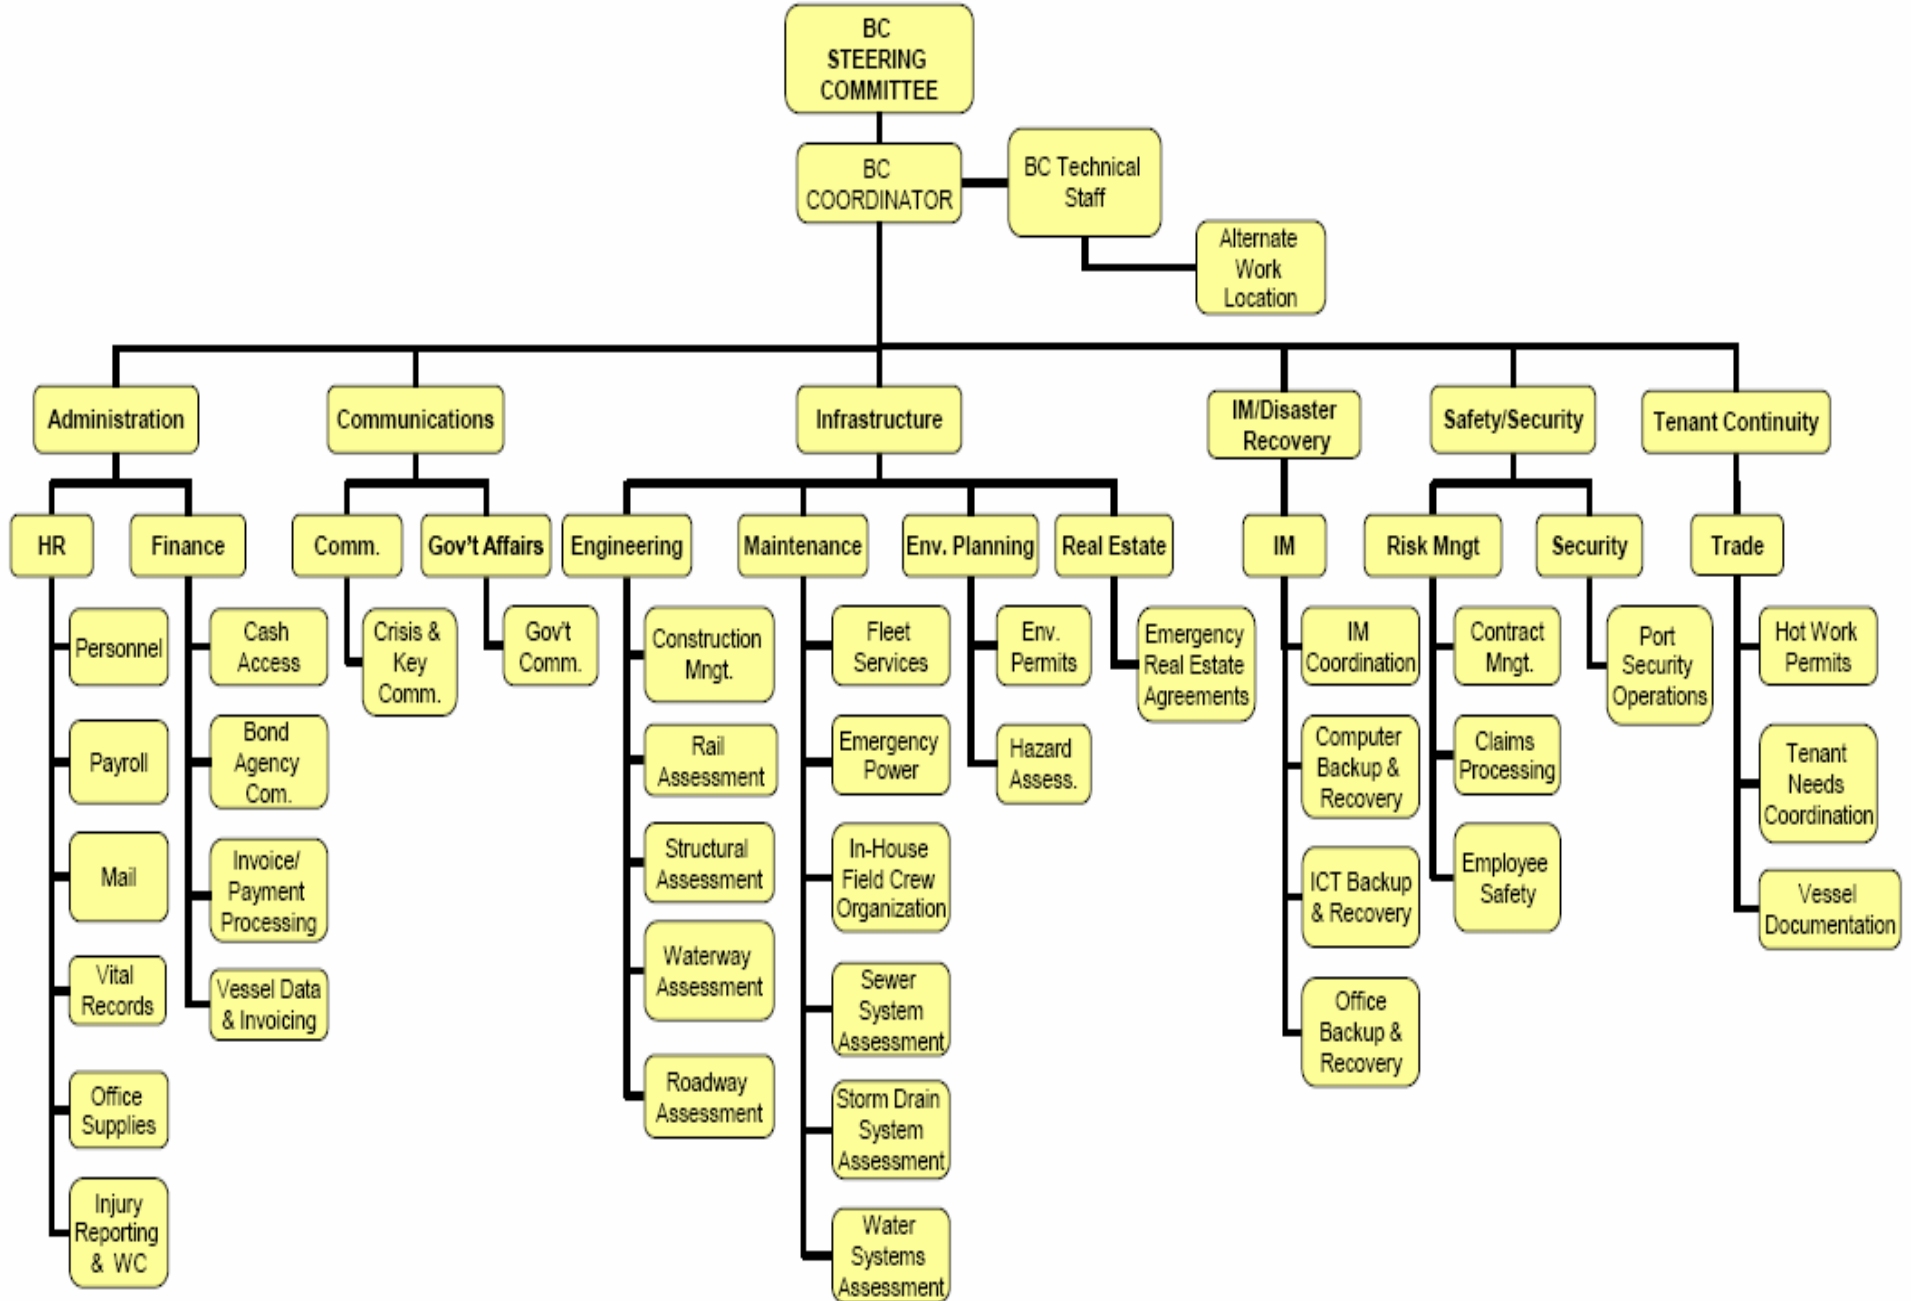 BC
STEERING
COMMITTEE
BC
COORDINATOR
BC Technical
Staff
Alternate
Work
Location
Administration
Communications
Infrastructure
IM/Disaster
Recovery
Safety/Security
Tenant Continuity
HR
Finance
Comm.
Gov't Affairs
Engineering
Maintenance
Env. Planning
Real Estate
IM
Risk Mngt
Security
Trade
Personnel
Payroll
Mail
Vital
Records
Office
Supplies
Injury
Reporting
& WC
Cash
Access
Bond
Agency
Com.
Invoice/
Payment
Processing
Vessel Data
& Invoicing
Crisis &
Key
Comm.
Gov't
Comm.
Construction
Mngt.
Rail
Assessment
Structural
Assessment
Waterway
Assessment
Roadway
Assessment
Fleet
Services
Emergency
Power
In-House
Field Crew
Organization
Sewer
System
Assessment
Storm Drain
System
Assessment
Water
Systems
Assessment
Env.
Permits
Hazard
Assess.
Emergency
Real Estate
Agreements
IM
Coordination
Computer
Backup &
Recovery
ICT Backup
& Recovery
Office
Backup &
Recovery
Contract
Mngt.
Claims
Processing
Employee
Safety
Port
Security
Operations
Hot Work
Permits
Tenant
Needs
Coordination
Vessel
Documentation